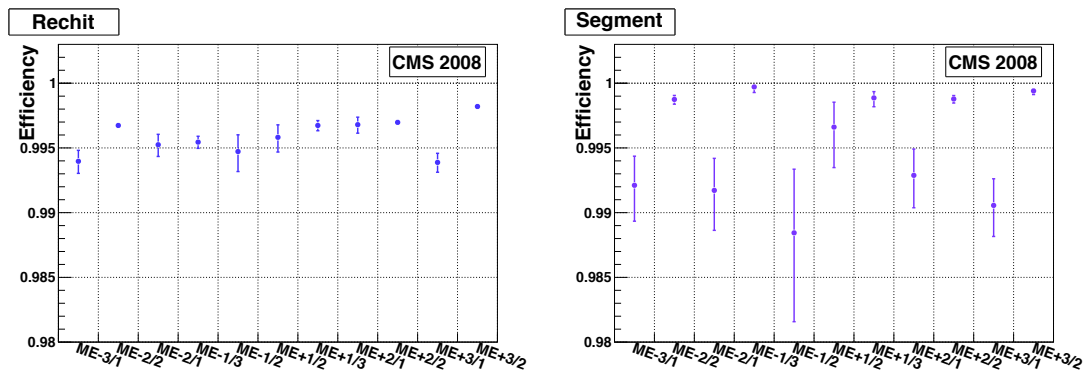 Rechit
Efficiency
CMS 2008
1
0.995
0.99
0.985
0.98
ME-3/1
ME-2/2
ME-2/1
ME-1/3
ME-1/2
ME+1/2
ME+1/3
ME+2/1
ME+2/2
ME+3/1
ME+3/2
Segment
Efficiency
CMS 2008
1
0.995
0.99
0.985
0.98
ME-3/1
ME-2/2
ME-2/1
ME-1/3
ME-1/2
ME+1/2
ME+1/3
ME+2/1
ME+2/2
ME+3/1
ME+3/2